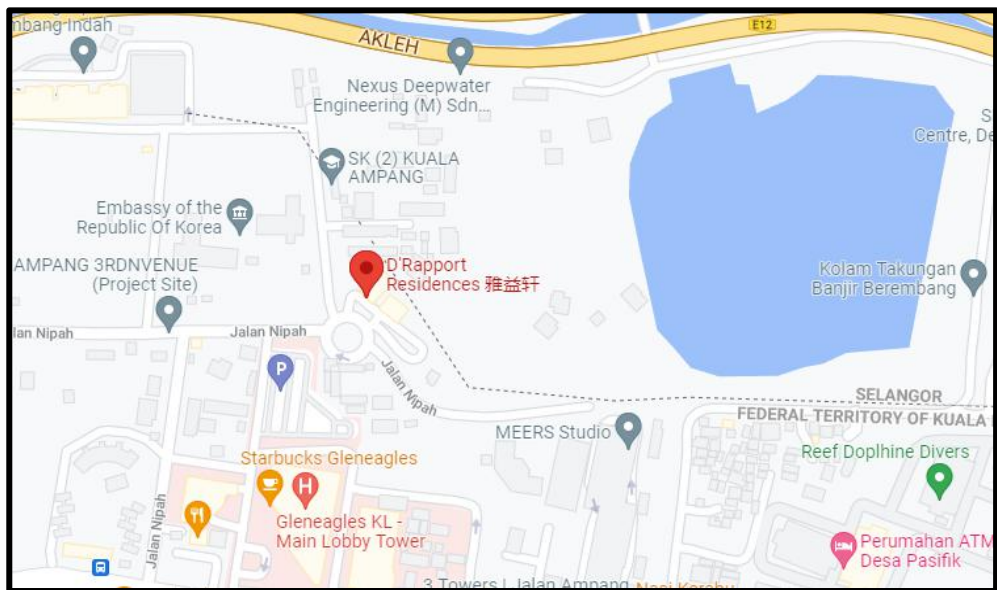 mbang Indah
AKLEH
E12
Nexus Deepwater
Engineering (M) Sdn...
S
Centre, De
SK (2) KUALA
AMPANG
Embassy of the
Republic Of Korea
AMPANG 3RDNVENUE
(Project Site)
D'Rapport
Residences 雅益轩
Kolam Takungan
Banjir Berembang
lan Nipah
Jalan Nipah
P
Jalan Nipah
SELANGOR
FEDERAL TERRITORY OF KUALA
MEERS Studio
Reef Doplhine Divers
Starbucks Gleneagles
H
Gleneagles KL -
Main Lobby Tower
Jalan Nipah
Perumahan ATM
Desa Pasifik
3 Towers | Jalan Ampang